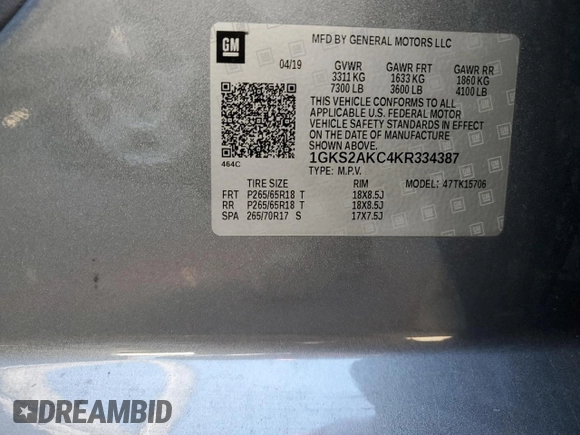 GM
MFD BY GENERAL MOTORS LLC
04/19 GVWR GAWR FRT GAWR RR
3311 KG 1633 KG 1860 KG
7300 LB 3600 LB 4100 LB
THIS VEHICLE CONFORMS TO ALL
APPLICABLE U.S. FEDERAL MOTOR
VEHICLE SAFETY STANDARDS IN EFFECT
ON THE DATE OF MANUFACTURE
SHOWN ABOVE.
464C
1GKS2AKC4KR334387
TYPE: M.P.V. MODEL: 47TK15706
TIRE SIZE RIM
FRT P265/65R18 T 18X8.5J
RR P265/65R18 T 18X8.5J
SPA 265/70R17 S 17X7.5J
DREAMBID